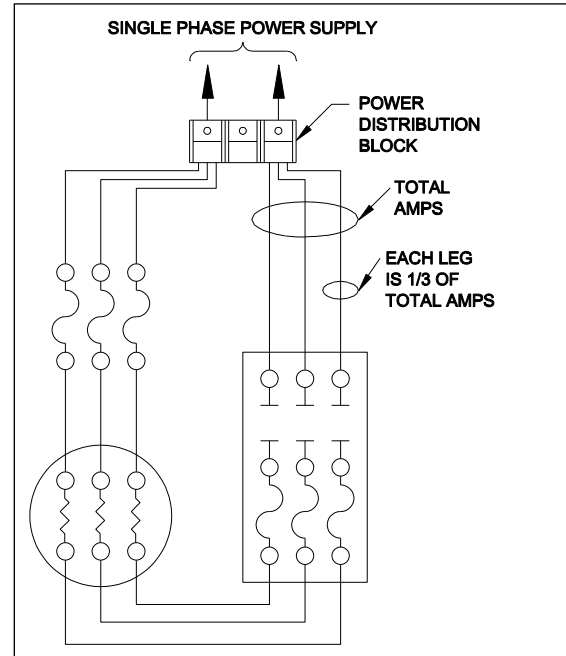 SINGLE PHASE POWER SUPPLY
POWER
DISTRIBUTION
BLOCK
TOTAL
AMPS
EACH LEG
IS 1/3 OF
TOTAL AMPS